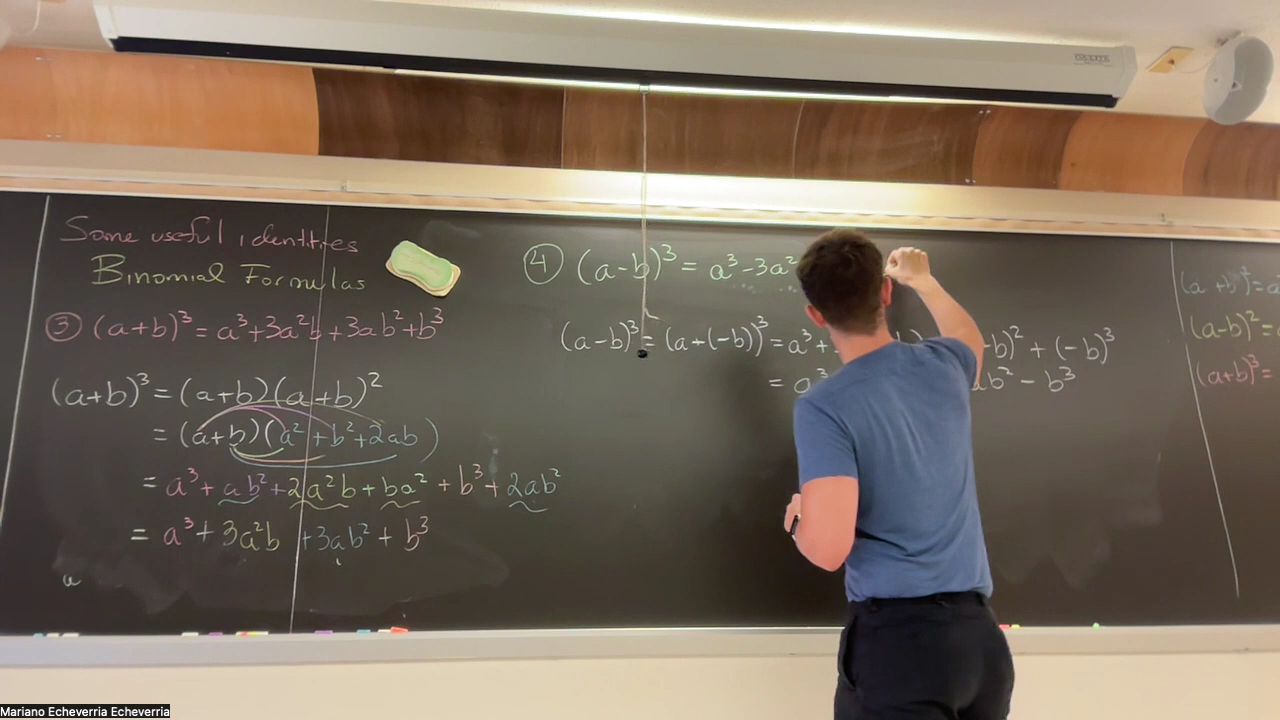 Some useful identities
Binomial Formulas
③ (a+b)³ = a³+3a²b+3ab²+b³
(a+b)³ = (a+b)(a+b)²
= (a+b)(a²+b²+2ab)
= a³+ab²+2a²b+ba²+b³+2ab²
= a³+3a²b+3ab²+b³
④ (a-b)³ = a³-3a²
(a-b)³ = (a+(-b))³ = a³+ b)²+(-b)³
= a³ ab²-b³
(a+b)²=a
(a-b)²=
(a+b)³=
Mariano Echeverria Echeverria